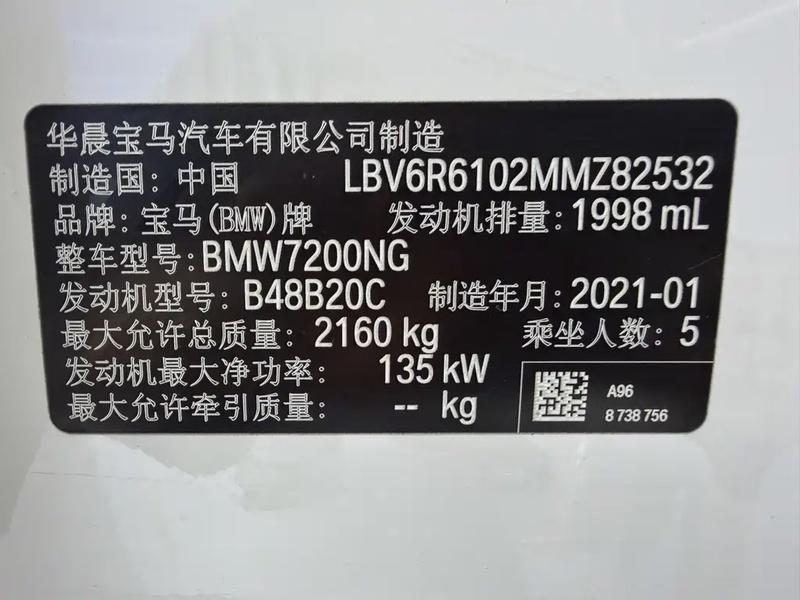 华晨宝马汽车有限公司制造
制造国：中国 LBV6R6102MMZ82532
品牌：宝马(BMW)牌 发动机排量：1998 mL
整车型号：BMW7200NG
发动机型号：B48B20C 制造年月：2021-01
最大允许总质量：2160 kg 乘坐人数：5
发动机最大净功率：135 kW
最大允许牵引质量：-- kg
A96
8 738 756